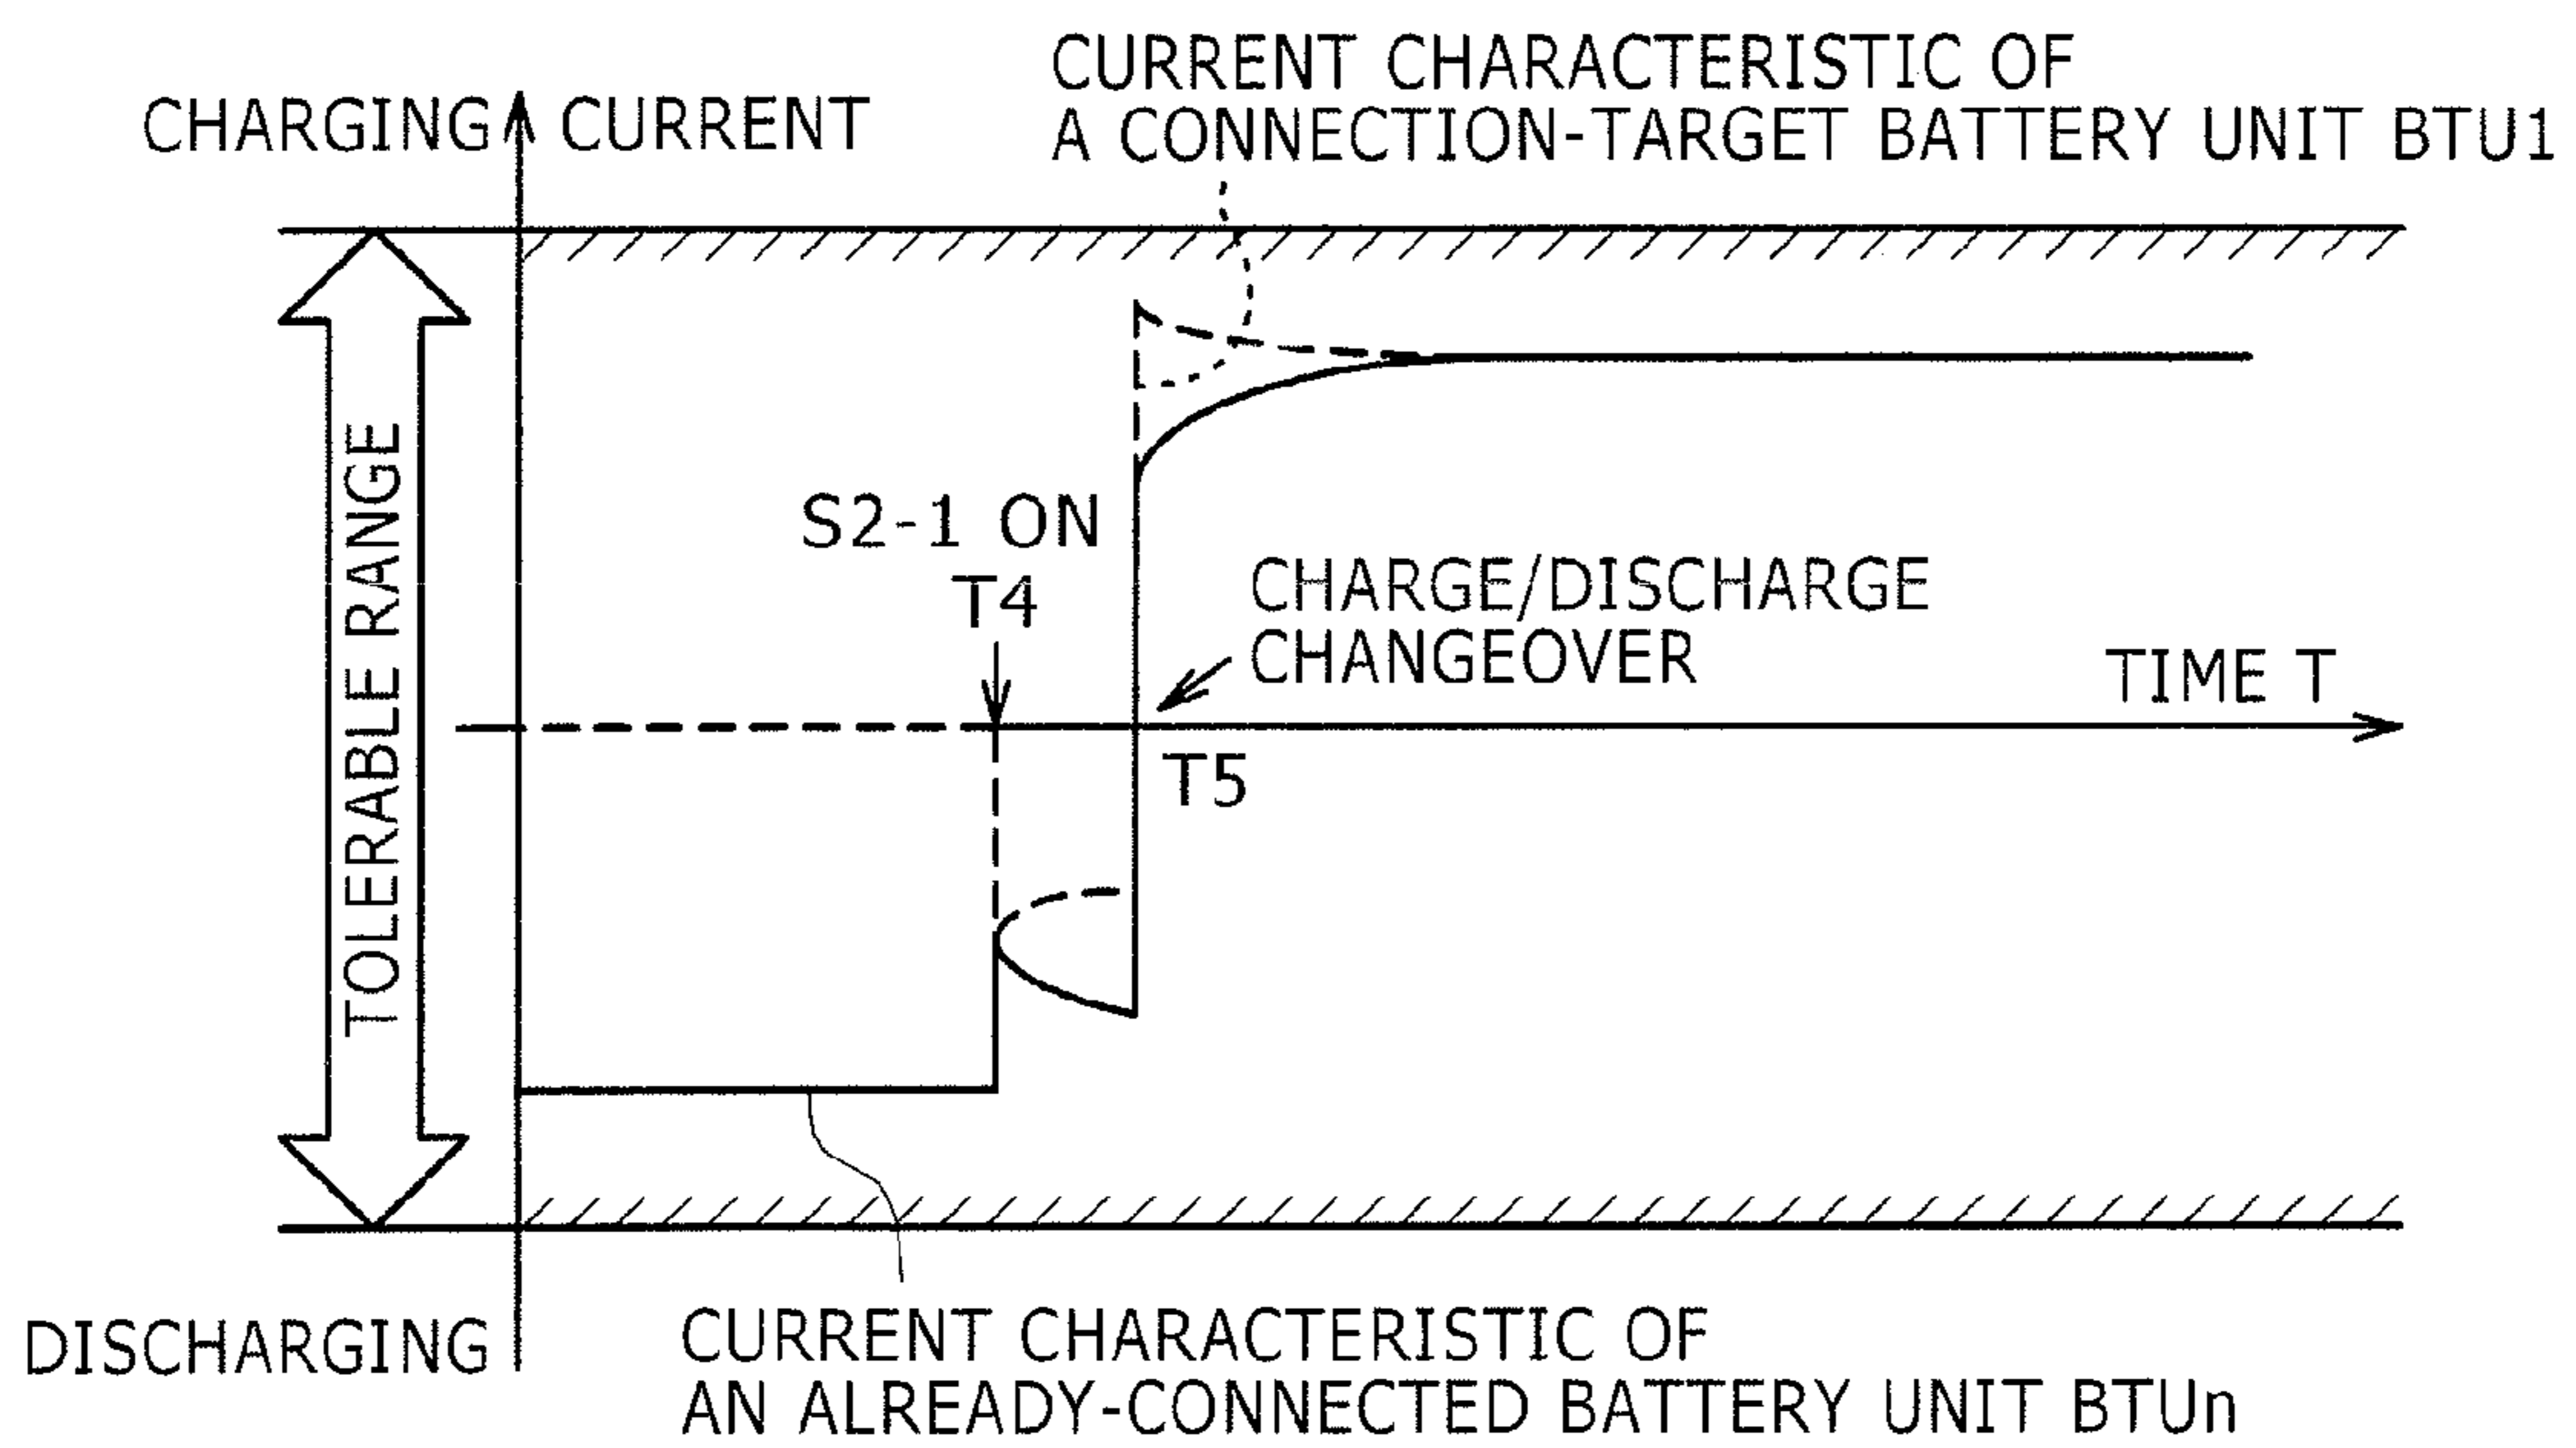 CURRENT CHARACTERISTIC OF
A CONNECTION-TARGET BATTERY UNIT BTU1
CHARGING CURRENT
TOLERABLE RANGE
S2-1 ON
T4
CHARGE/DISCHARGE
CHANGEOVER
TIME T
T5
DISCHARGING
CURRENT CHARACTERISTIC OF
AN ALREADY-CONNECTED BATTERY UNIT BTUn